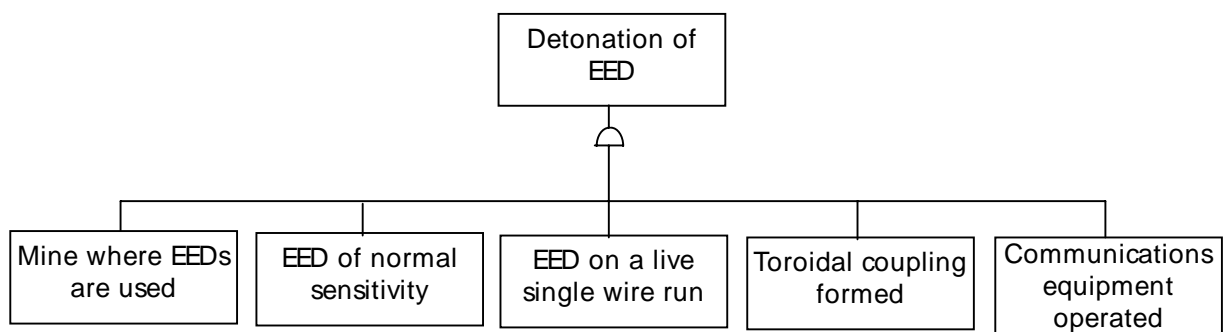 Detonation of
EED
Mine where EEDs
are used
EED of normal
sensitivity
EED on a live
single wire run
Toroidal coupling
formed
Communications
equipment
operated